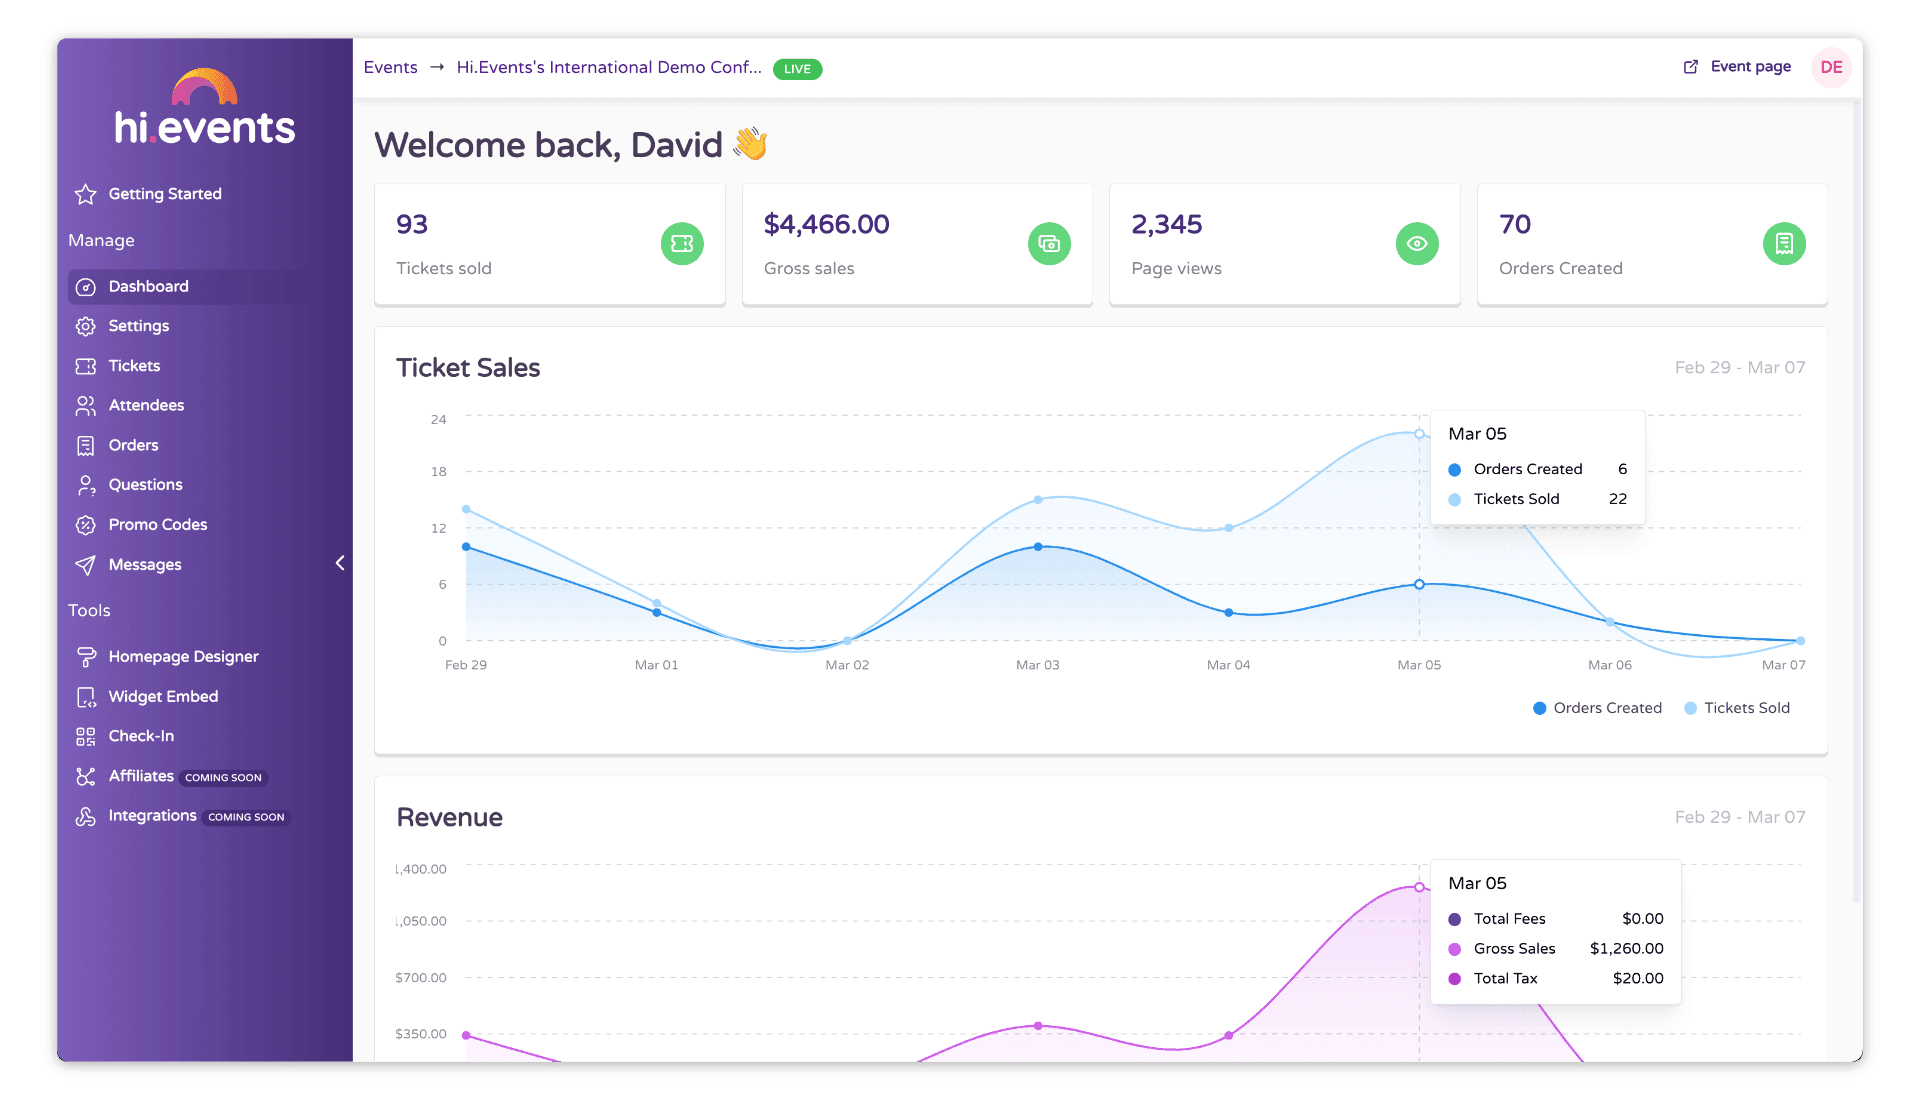 hi.events
Getting Started
Manage
Dashboard
Settings
Tickets
Attendees
Orders
Questions
Promo Codes
Messages
Tools
Homepage Designer
Widget Embed
Check-In
Affiliates COMING SOON
Integrations COMING SOON
Events → Hi.Events's International Demo Conf... LIVE
Event page DE
Welcome back, David 👋
93
Tickets sold
$4,466.00
Gross sales
2,345
Page views
70
Orders Created
Ticket Sales
Feb 29 - Mar 07
24
18
12
6
0
Feb 29 Mar 01 Mar 02 Mar 03 Mar 04 Mar 05 Mar 06 Mar 07
Mar 05
Orders Created 6
Tickets Sold 22
Orders Created Tickets Sold
Revenue
Feb 29 - Mar 07
1,400.00
1,050.00
$700.00
$350.00
Mar 05
Total Fees $0.00
Gross Sales $1,260.00
Total Tax $20.00